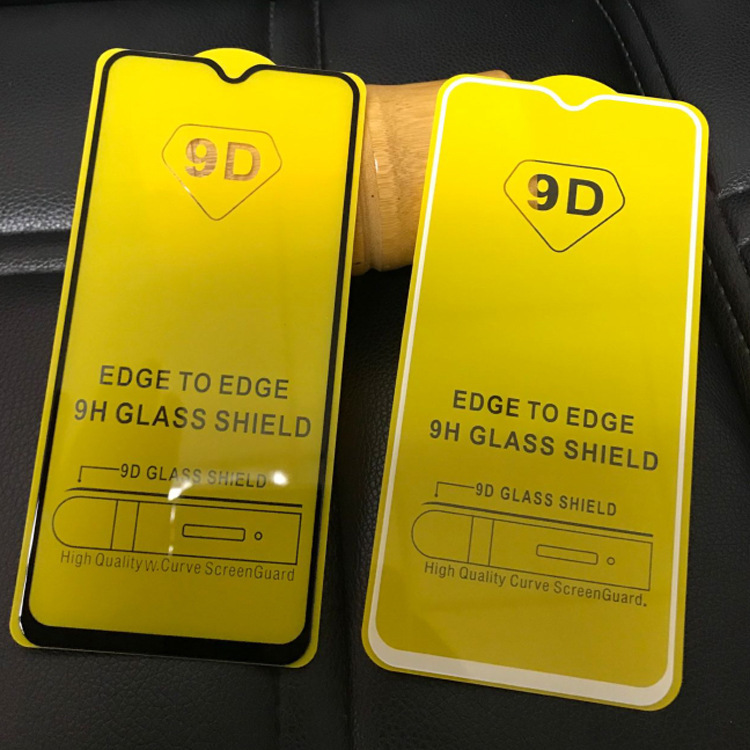 9D
EDGE TO EDGE
9H GLASS SHIELD
9D GLASS SHIELD
High Quality W.Curve ScreenGuard
9D
EDGE TO EDGE
9H GLASS SHIELD
9D GLASS SHIELD
High Quality Curve ScreenGuard.